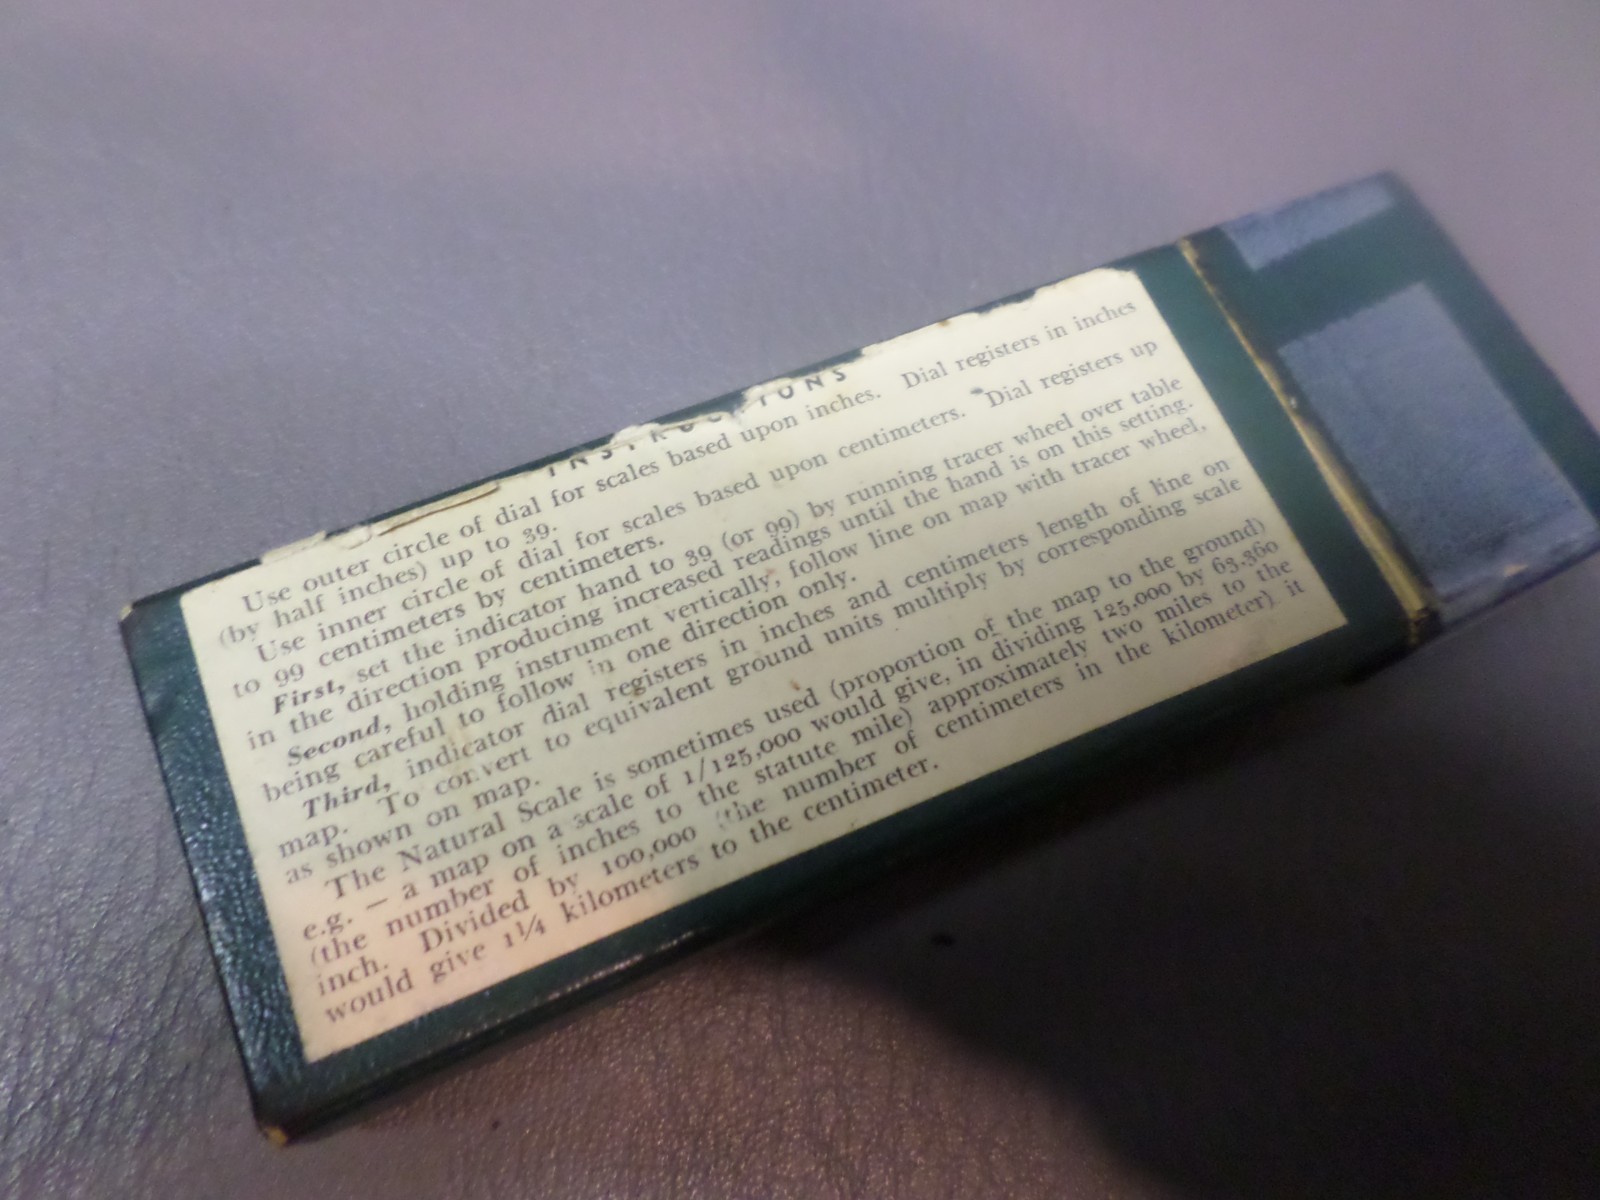 INSTRUCTIONS
Use outer circle of dial for scales based upon inches. Dial registers in inches
(by half inches) up to 39.
Use inner circle of dial for scales based upon centimeters. Dial registers up
to 99 centimeters by centimeters.
First, set the indicator hand to 39 (or 99) by running tracer wheel over table
in the direction producing increased readings until the hand is on this setting.
Second, holding instrument vertically, follow line on map with tracer wheel,
being careful to follow in one direction only.
Third, indicator dial registers in inches and centimeters length of line on
map. To convert to equivalent ground units multiply by corresponding scale
as shown on map.
The Natural Scale is sometimes used (proportion of the map to the ground)
e.g. — a map on a scale of 1/125,000 would give, in dividing 125,000 by 63,360
(the number of inches to the statute mile) approximately two miles to the
inch. Divided by 100,000 (the number of centimeters in the kilometer) it
would give 1¼ kilometers to the centimeter.